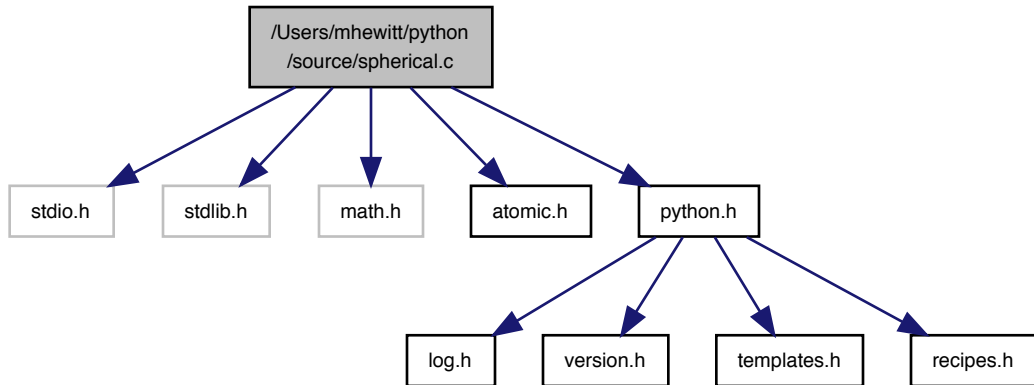 /Users/mhewitt/python
/source/spherical.c
stdio.h
stdlib.h
math.h
atomic.h
python.h
log.h
version.h
templates.h
recipes.h